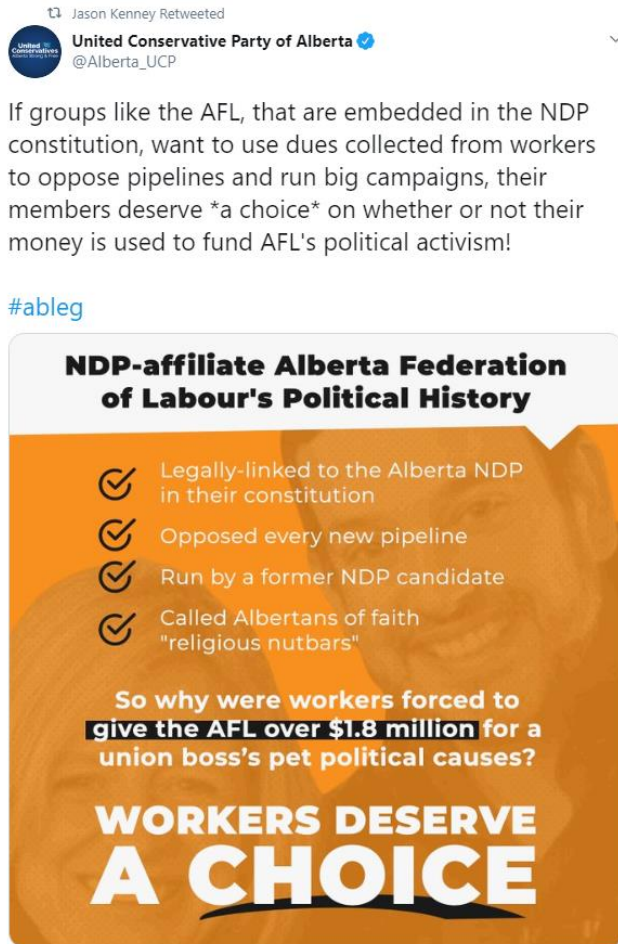 Jason Kenney Retweeted
United Conservative Party of Alberta
@Alberta_UCP
United
Conservatives
Alberta Strong & Free
If groups like the AFL, that are embedded in the NDP
constitution, want to use dues collected from workers
to oppose pipelines and run big campaigns, their
members deserve *a choice* on whether or not their
money is used to fund AFL's political activism!
#ableg
NDP-affiliate Alberta Federation
of Labour's Political History
Legally-linked to the Alberta NDP
in their constitution
Opposed every new pipeline
Run by a former NDP candidate
Called Albertans of faith
"religious nutbars"
So why were workers forced to
give the AFL over $1.8 million for a
union boss's pet political causes?
WORKERS DESERVE
A CHOICE